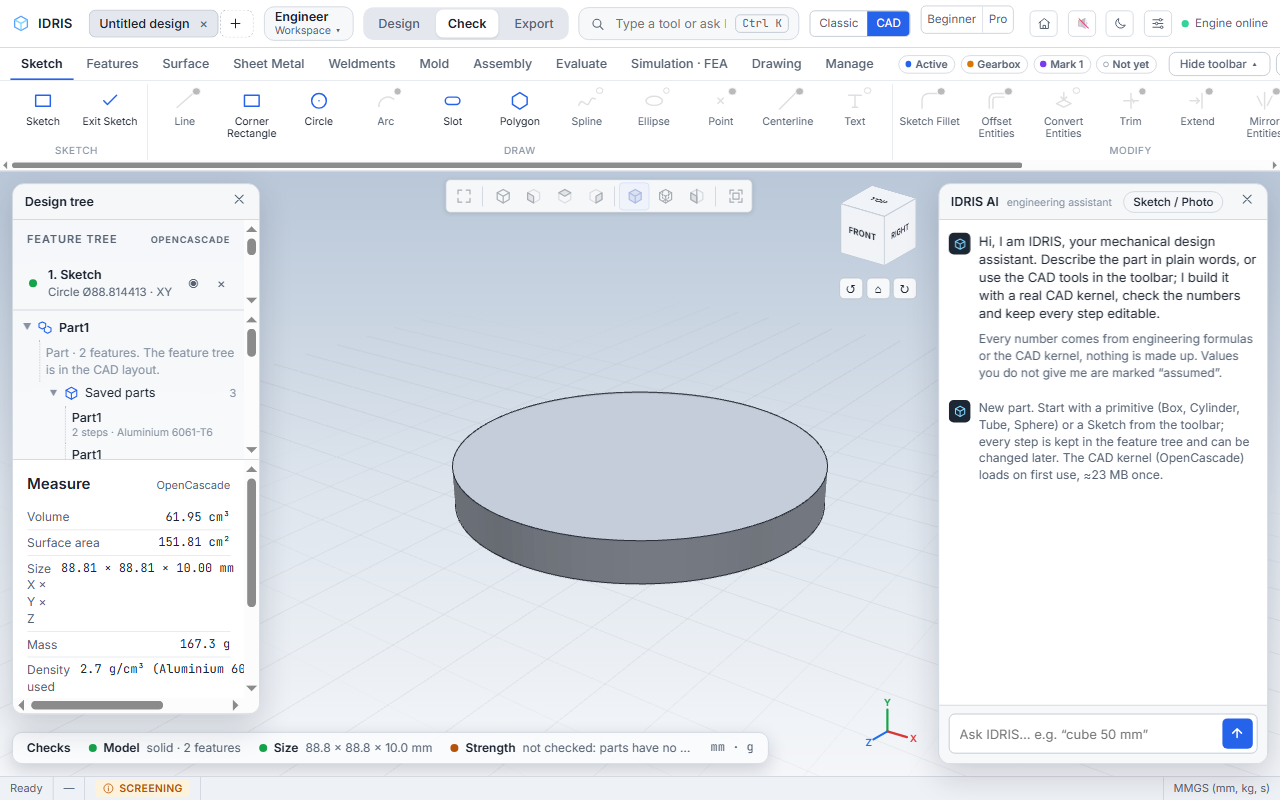 IDRIS
Untitled design ×
+
Engineer
Workspace ▾
Design
Check
Export
Type a tool or ask I
Ctrl K
Classic
CAD
Beginner
Pro
Engine online
Sketch
Features
Surface
Sheet Metal
Weldments
Mold
Assembly
Evaluate
Simulation · FEA
Drawing
Manage
Active
Gearbox
Mark 1
Not yet
Hide toolbar
Sketch
Exit Sketch
Line
Corner
Rectangle
Circle
Arc
Slot
Polygon
Spline
Ellipse
Point
Centerline
Text
Sketch Fillet
Offset
Entities
Convert
Entities
Trim
Extend
Mirror
Entities
SKETCH
DRAW
MODIFY
Design tree
FEATURE TREE
OPENCASCADE
1. Sketch
Circle Ø88.814413 · XY
Part1
Part · 2 features. The feature tree
is in the CAD layout.
Saved parts 3
Part1
2 steps · Aluminium 6061-T6
Part1
Measure
OpenCascade
Volume 61.95 cm³
Surface area 151.81 cm²
Size 88.81 × 88.81 × 10.00 mm
X ×
Y ×
Z
Mass 167.3 g
Density 2.7 g/cm³ (Aluminium 60
used
TOP
FRONT
RIGHT
Y
X
Z
IDRIS AI engineering assistant
Sketch / Photo
Hi, I am IDRIS, your mechanical design
assistant. Describe the part in plain words, or
use the CAD tools in the toolbar; I build it
with a real CAD kernel, check the numbers
and keep every step editable.
Every number comes from engineering formulas
or the CAD kernel, nothing is made up. Values
you do not give me are marked “assumed”.
New part. Start with a primitive (Box, Cylinder,
Tube, Sphere) or a Sketch from the toolbar;
every step is kept in the feature tree and can be
changed later. The CAD kernel (OpenCascade)
loads on first use, ≈23 MB once.
Ask IDRIS... e.g. “cube 50 mm”
Checks
Model solid · 2 features
Size 88.8 × 88.8 × 10.0 mm
Strength not checked: parts have no ...
mm · g
Ready
—
SCREENING
MMGS (mm, kg, s)